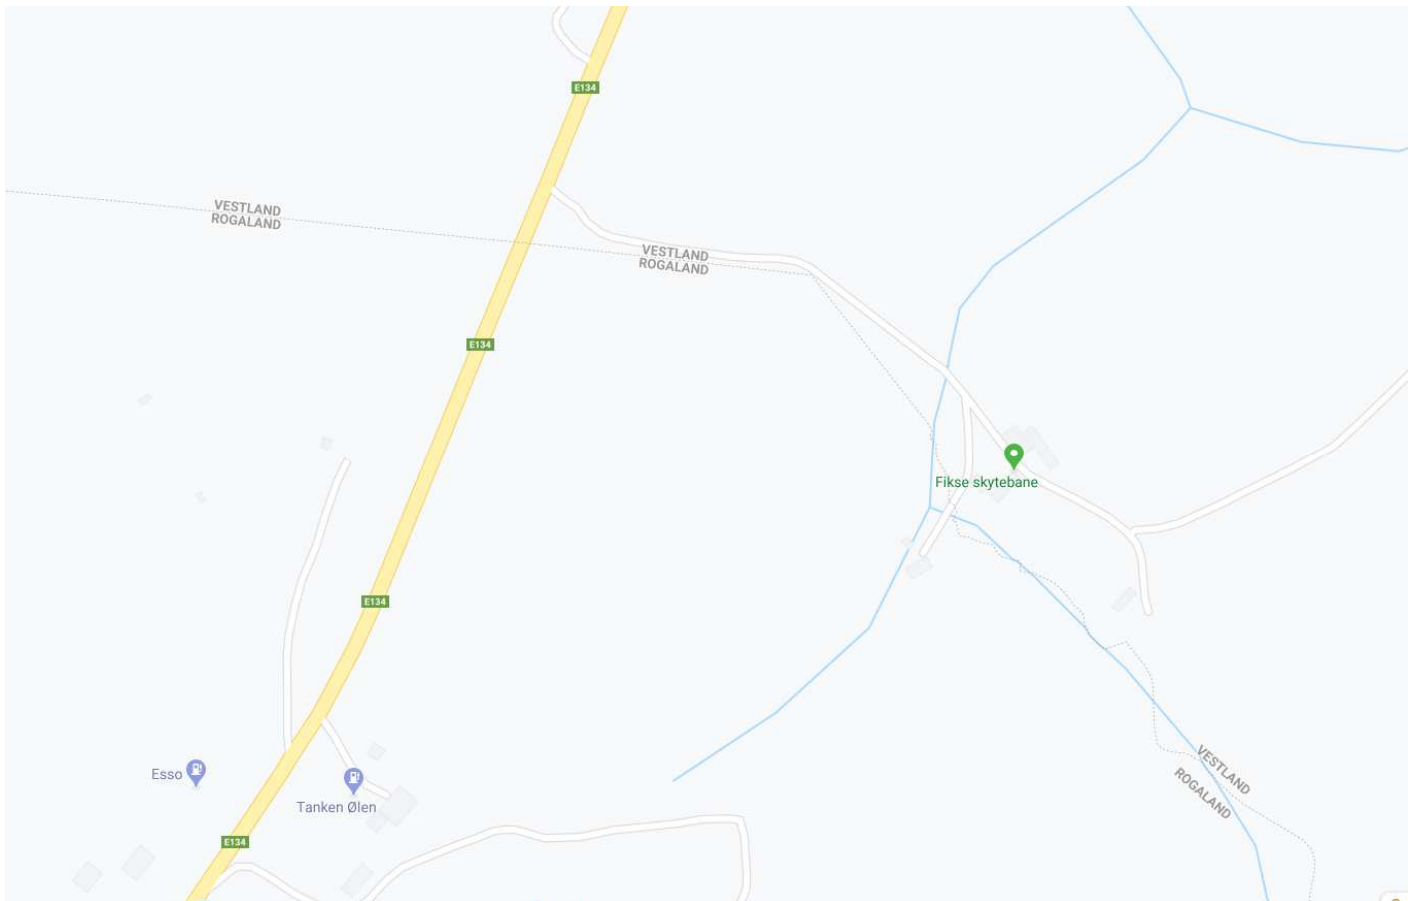 E134
VESTLAND
ROGALAND
VESTLAND
ROGALAND
E134
Fikse skytebane
E134
Esso
Tanken Ølen
VESTLAND
ROGALAND
E134